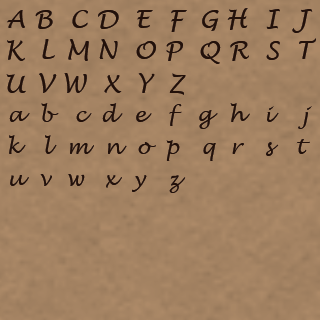 A B C D E F G H I J
K L M N O P Q R S T
U V W X Y Z
a b c d e f g h i j
k l m n o p q r s t
u v w x y z